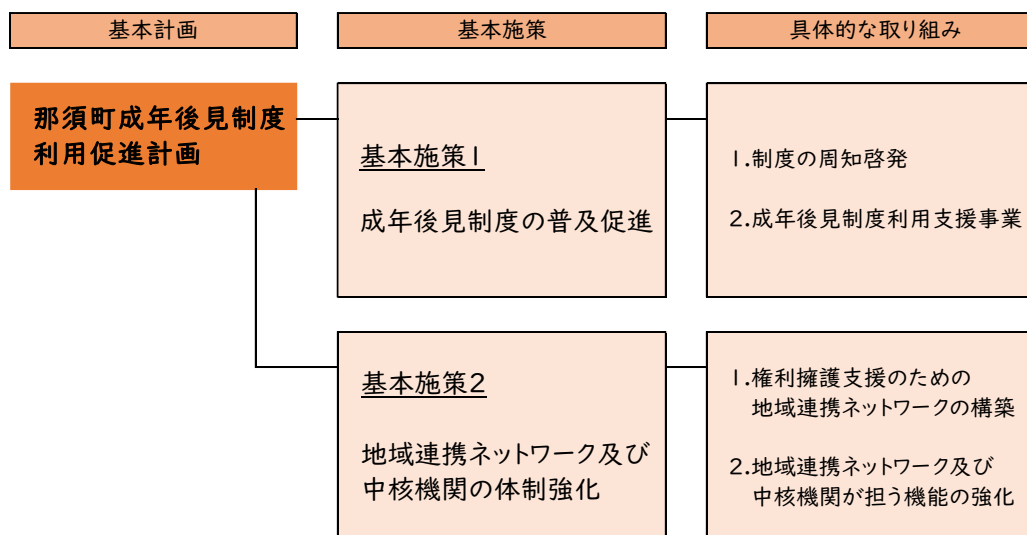 基本計画
基本施策
具体的な取り組み
那須町成年後見制度
利用促進計画
基本施策1
成年後見制度の普及促進
1.制度の周知啓発
2.成年後見制度利用支援事業
基本施策2
地域連携ネットワーク及び
中核機関の体制強化
1.権利擁護支援のための
地域連携ネットワークの構築
2.地域連携ネットワーク及び
中核機関が担う機能の強化